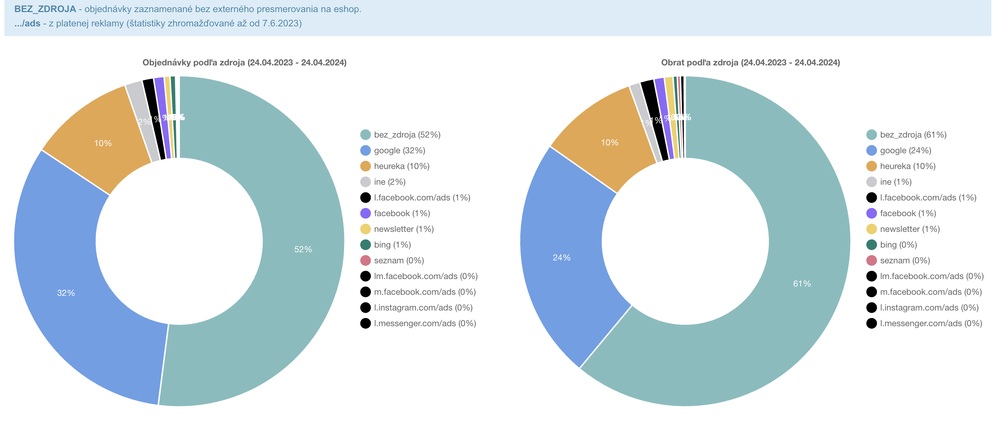 BEZ_ZDROJA - objednávky zaznamenané bez externého presmerovania na eshop.
.../ads - z platenej reklamy (štatistiky zhromažďované až od 7.6.2023)
Objednávky podľa zdroja (24.04.2023 - 24.04.2024)
10%
2%
52%
32%
bez_zdroja (52%)
google (32%)
heureka (10%)
ine (2%)
l.facebook.com/ads (1%)
facebook (1%)
newsletter (1%)
bing (1%)
seznam (0%)
lm.facebook.com/ads (0%)
m.facebook.com/ads (0%)
l.instagram.com/ads (0%)
l.messenger.com/ads (0%)
Obrat podľa zdroja (24.04.2023 - 24.04.2024)
10%
1%
1%
24%
61%
bez_zdroja (61%)
google (24%)
heureka (10%)
ine (1%)
l.facebook.com/ads (1%)
facebook (1%)
newsletter (1%)
bing (0%)
seznam (0%)
lm.facebook.com/ads (0%)
m.facebook.com/ads (0%)
l.instagram.com/ads (0%)
l.messenger.com/ads (0%)